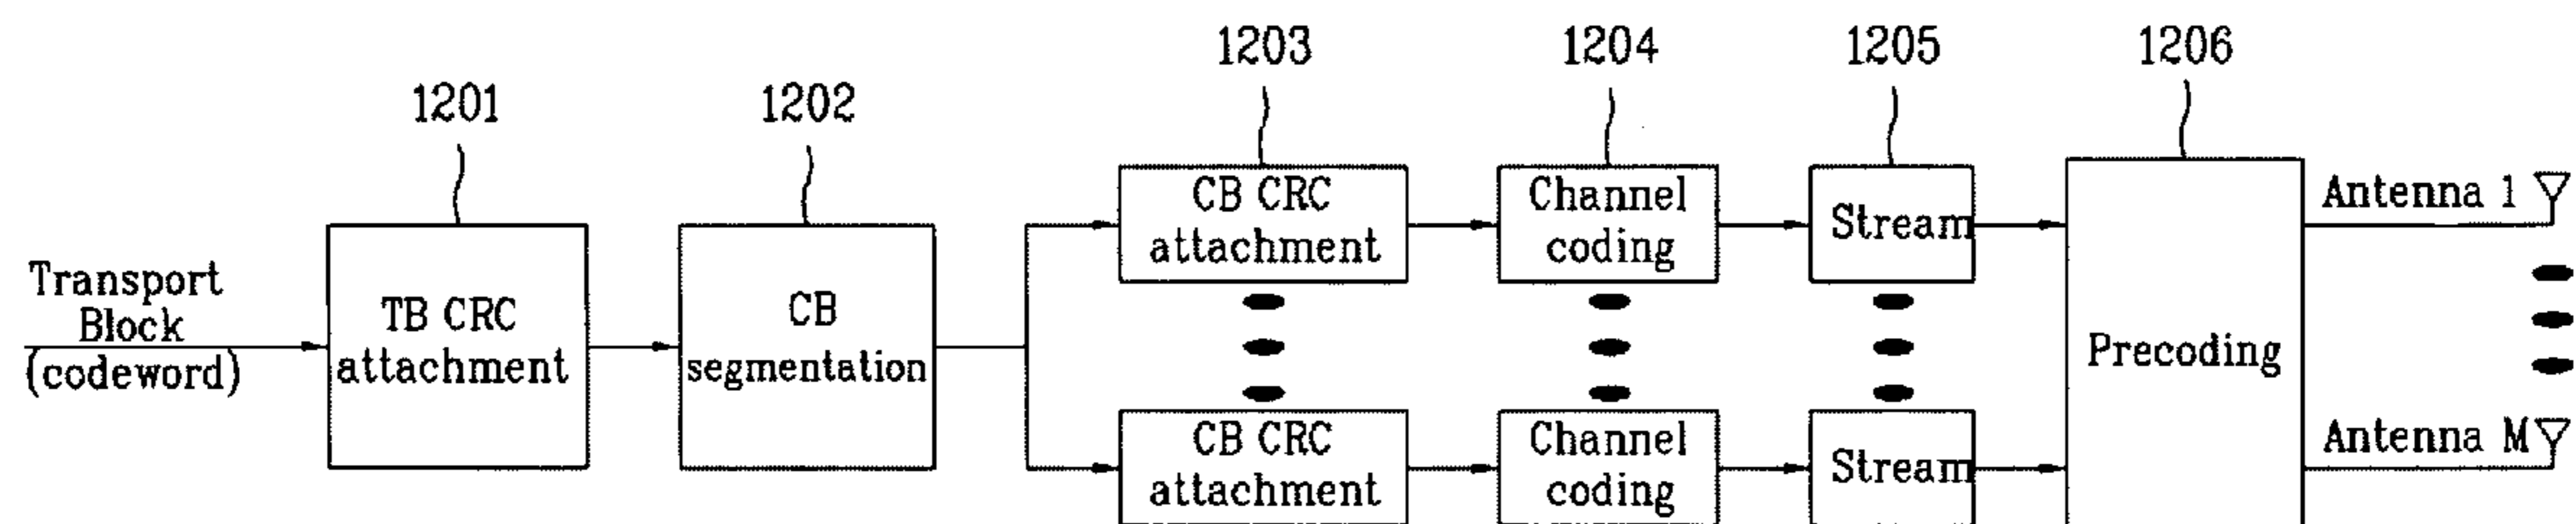 1203
1204
1205
1206
1201
1202
Transport
Block
(codeword)
TB CRC
attachment
CB
segmentation
CB CRC
attachment
Channel
coding
Stream
Precoding
Antenna 1
CB CRC
attachment
Channel
coding
Stream
Antenna M